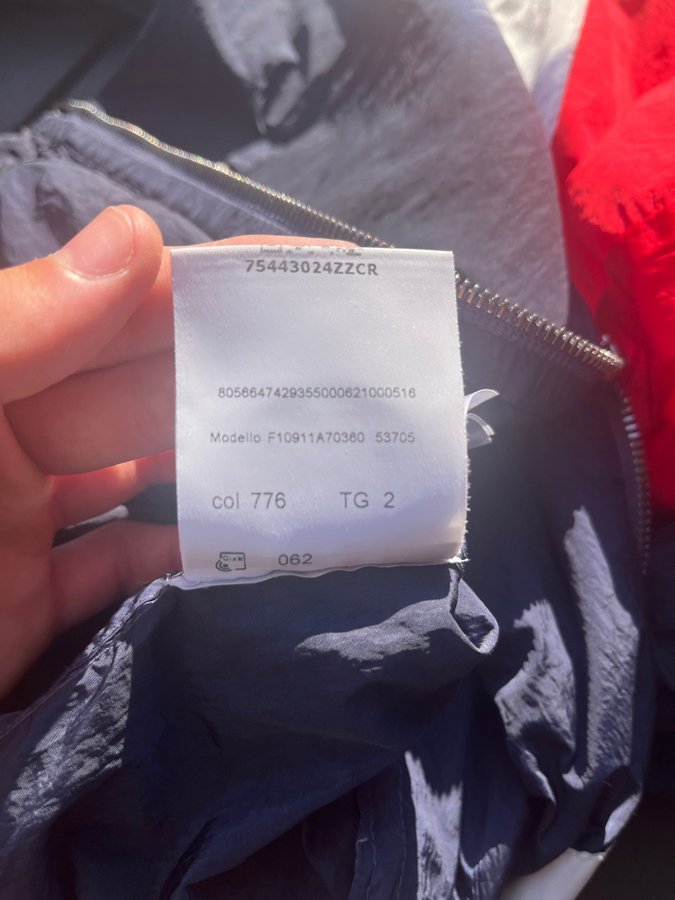 75443024ZZCR
8056647429355000621000516
Modello F10911A70360 53705
col 776 TG 2
062